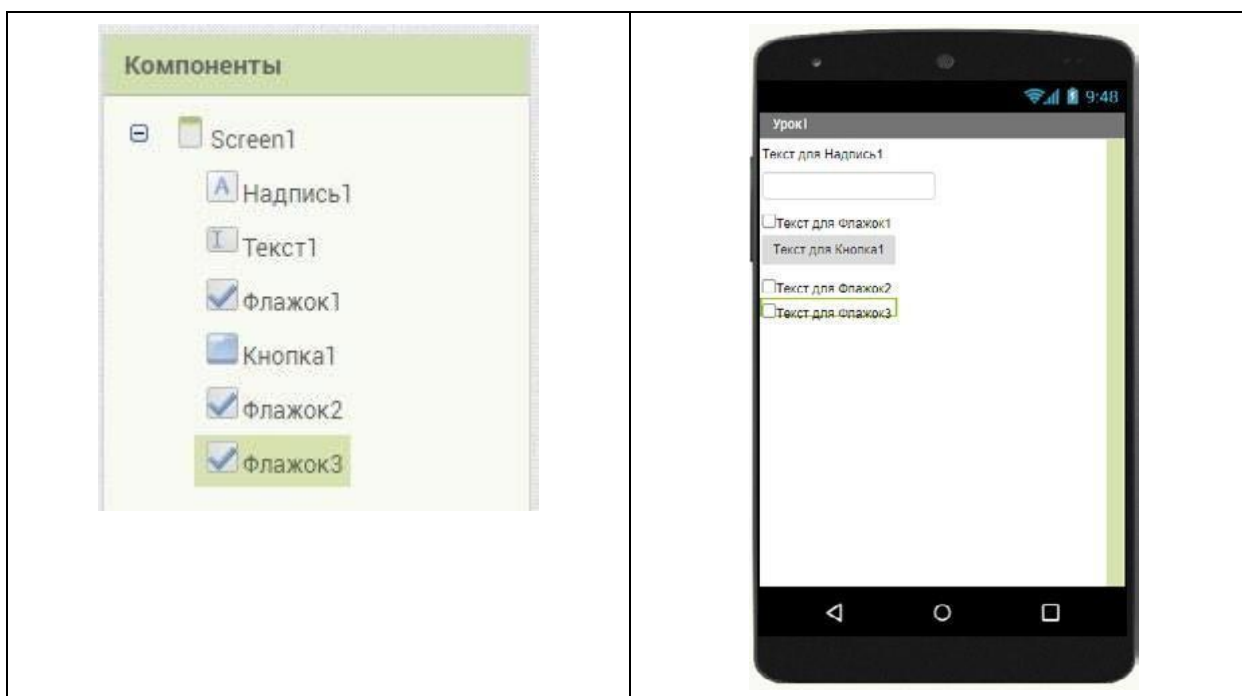 Компоненты
Screen1
Надпись1
Текст1
Флажок1
Кнопка1
Флажок2
Флажок3
9:48
Урок1
Текст для Надпись1
Текст для Флажок1
Текст для Кнопка1
Текст для Флажок2
Текст для Флажок3